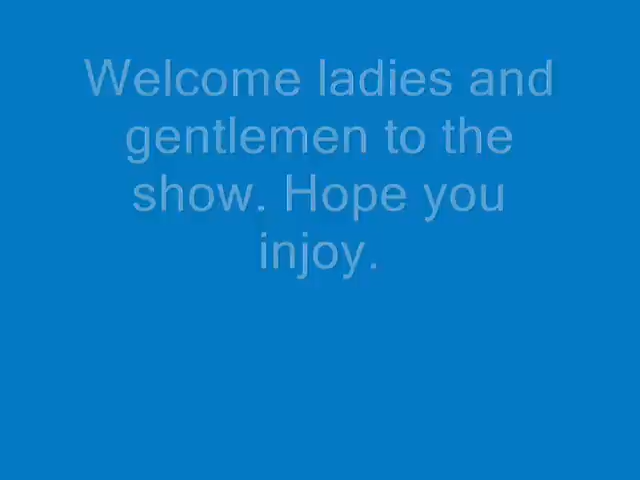 Welcome ladies and
gentlemen to the
show. Hope you
injoy.